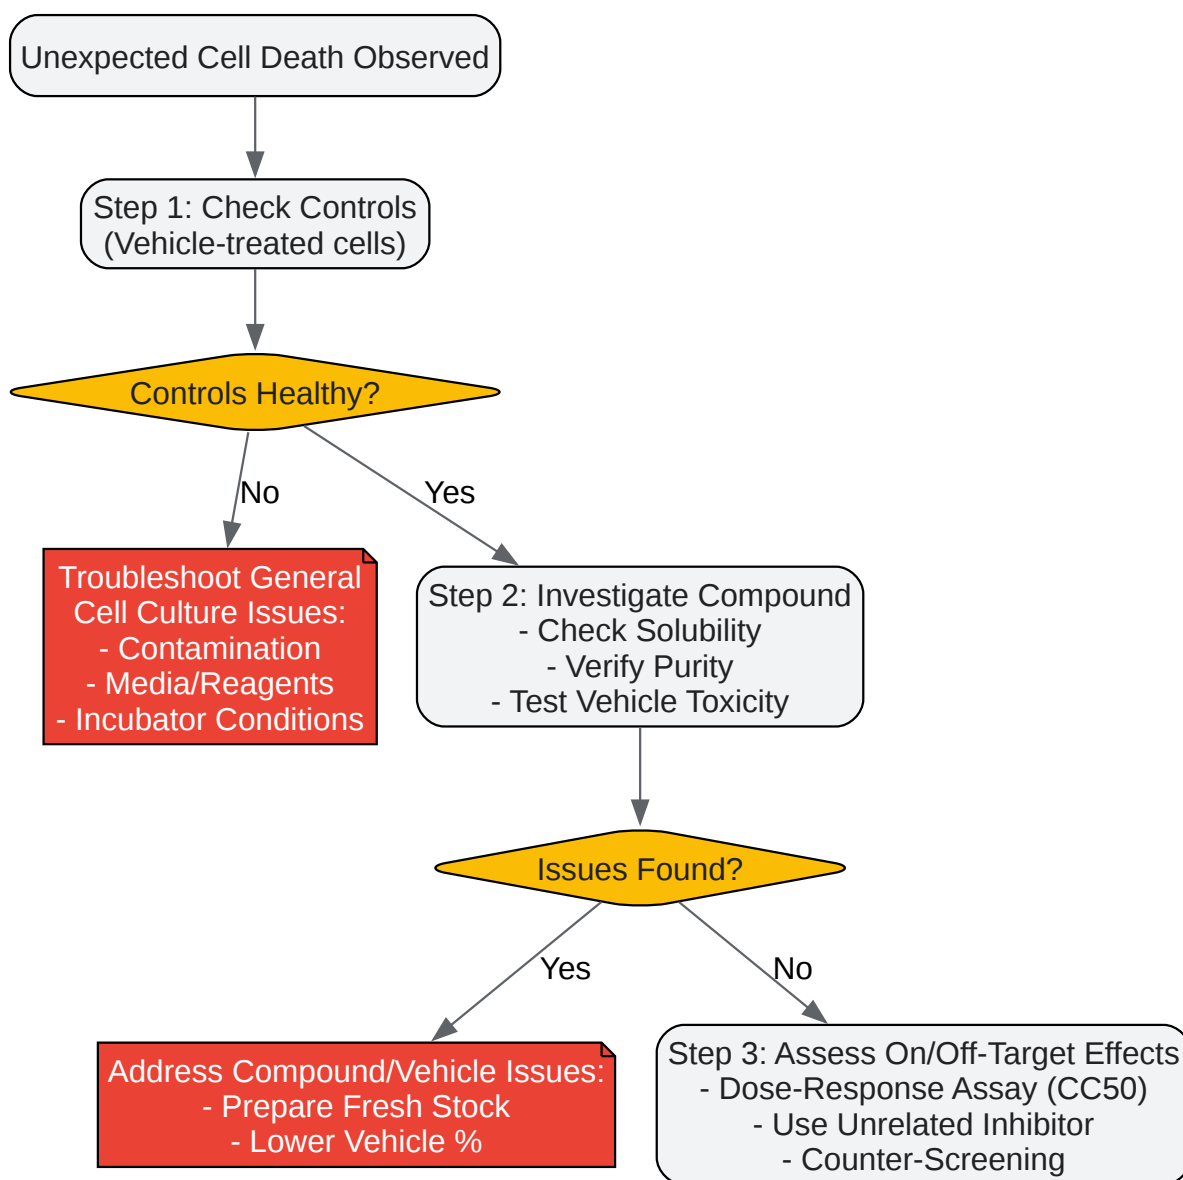 Unexpected Cell Death Observed
Step 1: Check Controls
(Vehicle-treated cells)
Controls Healthy?
No
Yes
Troubleshoot General
Cell Culture Issues:
- Contamination
- Media/Reagents
- Incubator Conditions
Step 2: Investigate Compound
- Check Solubility
- Verify Purity
- Test Vehicle Toxicity
Issues Found?
Yes
No
Address Compound/Vehicle Issues:
- Prepare Fresh Stock
- Lower Vehicle %
Step 3: Assess On/Off-Target Effects
- Dose-Response Assay (CC50)
- Use Unrelated Inhibitor
- Counter-Screening